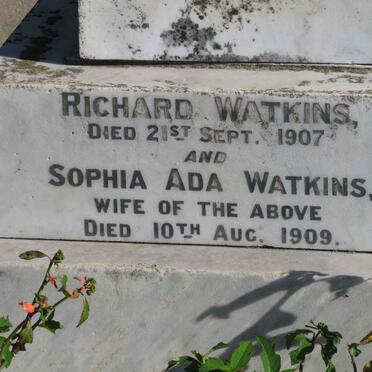 RICHARD WATKINS,
DIED 21ST SEPT. 1907
AND
SOPHIA ADA WATKINS,
WIFE OF THE ABOVE
DIED 10TH AUG. 1909.